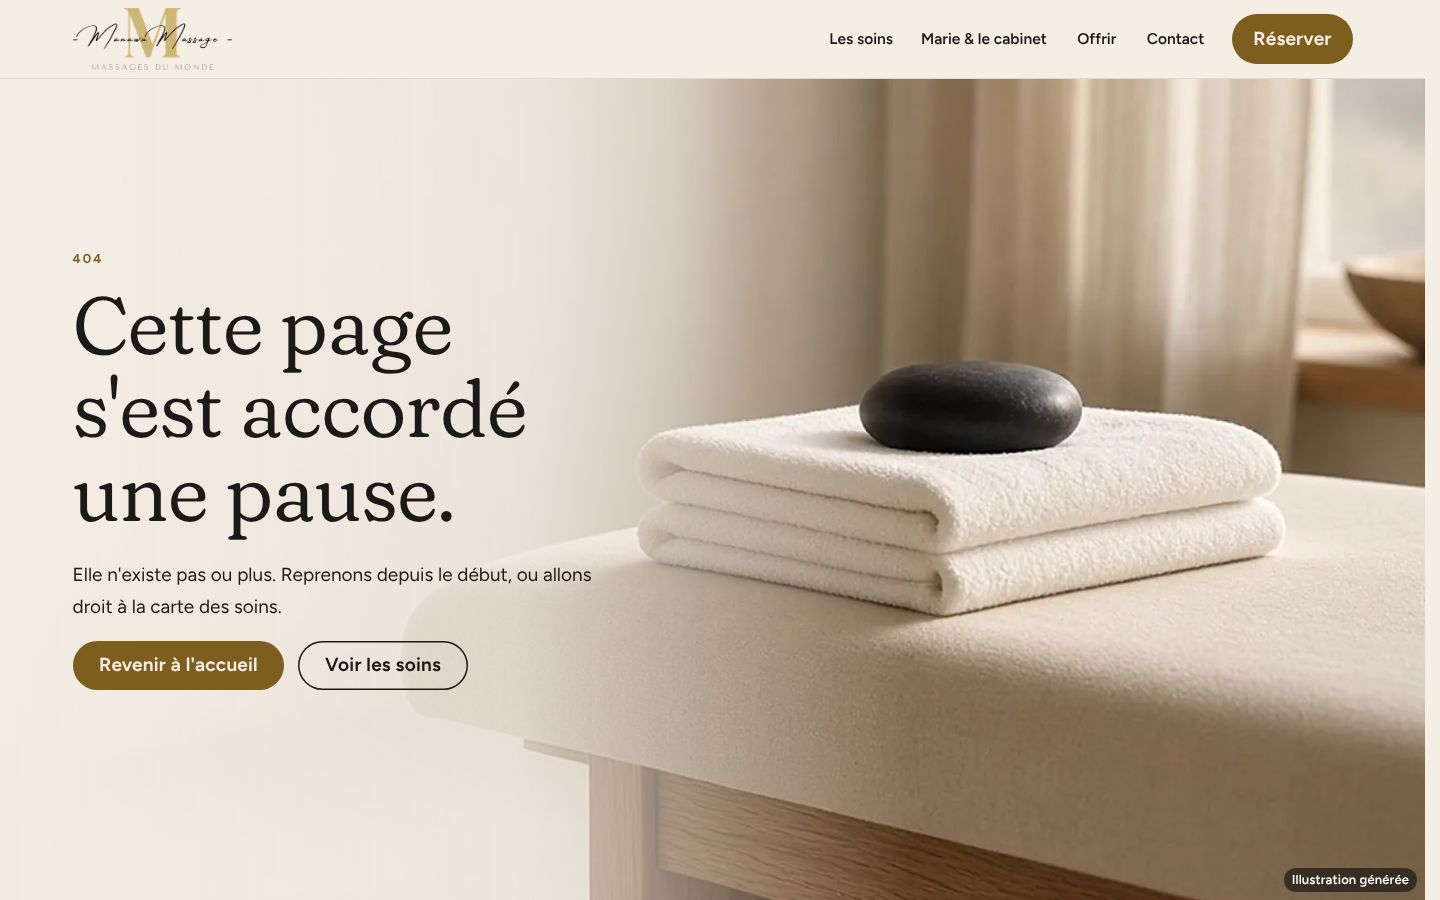 M
- Manawa Massage -
MASSAGES DU MONDE
Les soins
Marie & le cabinet
Offrir
Contact
Réserver
404
Cette page
s'est accordé
une pause.
Elle n'existe pas ou plus. Reprenons depuis le début, ou allons
droit à la carte des soins.
Revenir à l'accueil
Voir les soins
Illustration générée